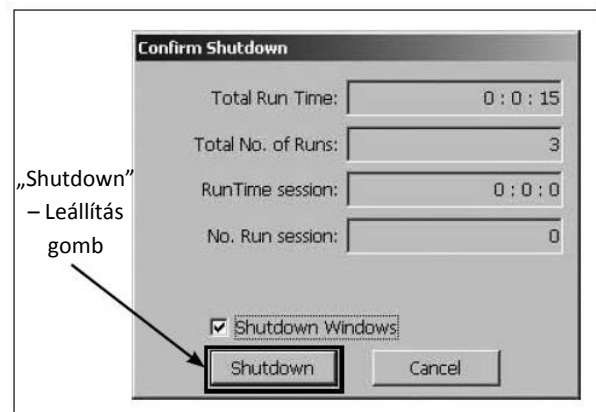 Confirm Shutdown
Total Run Time: 0 : 0 : 15
Total No. of Runs: 3
RunTime session: 0 : 0 : 0
No. Run session: 0
„Shutdown”
– Leállítás
gomb
Shutdown Windows
Shutdown Cancel